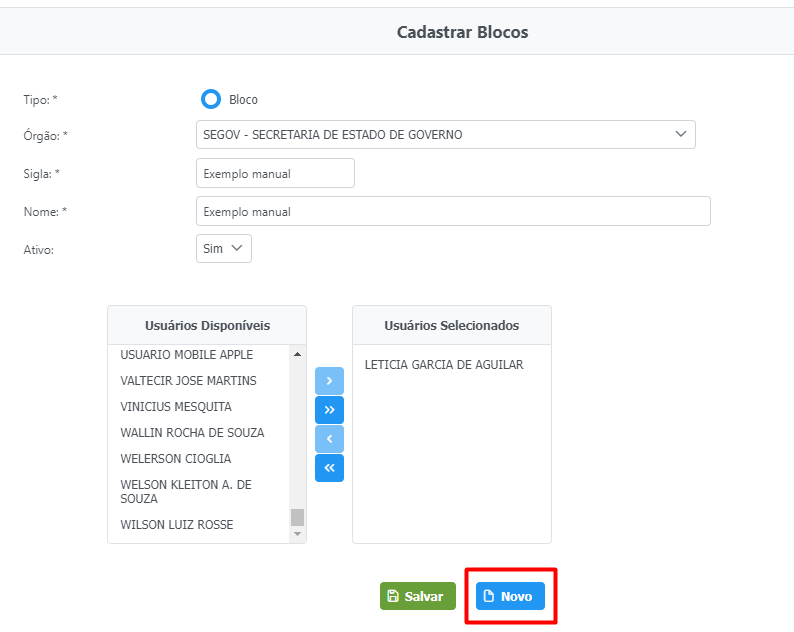 Cadastrar Blocos
Tipo: *
Bloco
Órgão: *
SEGOV - SECRETARIA DE ESTADO DE GOVERNO
Sigla: *
Exemplo manual
Nome: *
Exemplo manual
Ativo:
Sim
Usuários Disponíveis
USUARIO MOBILE APPLE
VALTECIR JOSE MARTINS
VINICIUS MESQUITA
WALLIN ROCHA DE SOUZA
WELERSON CIOGLIA
WELSON KLEITON A. DE
SOUZA
WILSON LUIZ ROSSE
Usuários Selecionados
LETICIA GARCIA DE AGUILAR
Salvar
Novo